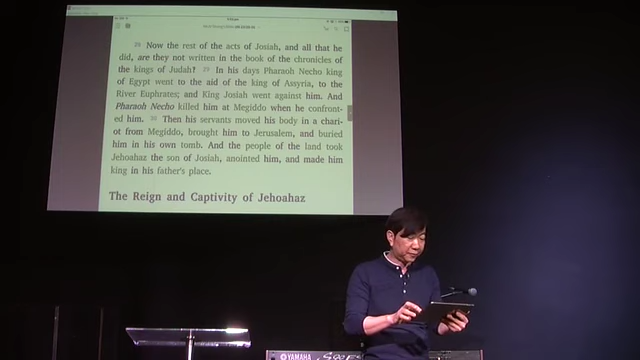 28 Now the rest of the acts of Josiah, and all that he
did, are they not written in the book of the chronicles of
the kings of Judah? 29 In his days Pharaoh Necho king
of Egypt went to the aid of the king of Assyria, to the
River Euphrates; and King Josiah went against him. And
Pharaoh Necho killed him at Megiddo when he confront-
ed him. 30 Then his servants moved his body in a chari-
ot from Megiddo, brought him to Jerusalem, and buried
him in his own tomb. And the people of the land took
Jehoahaz the son of Josiah, anointed him, and made him
king in his father's place.
The Reign and Captivity of Jehoahaz
YAMAHA S90 ES